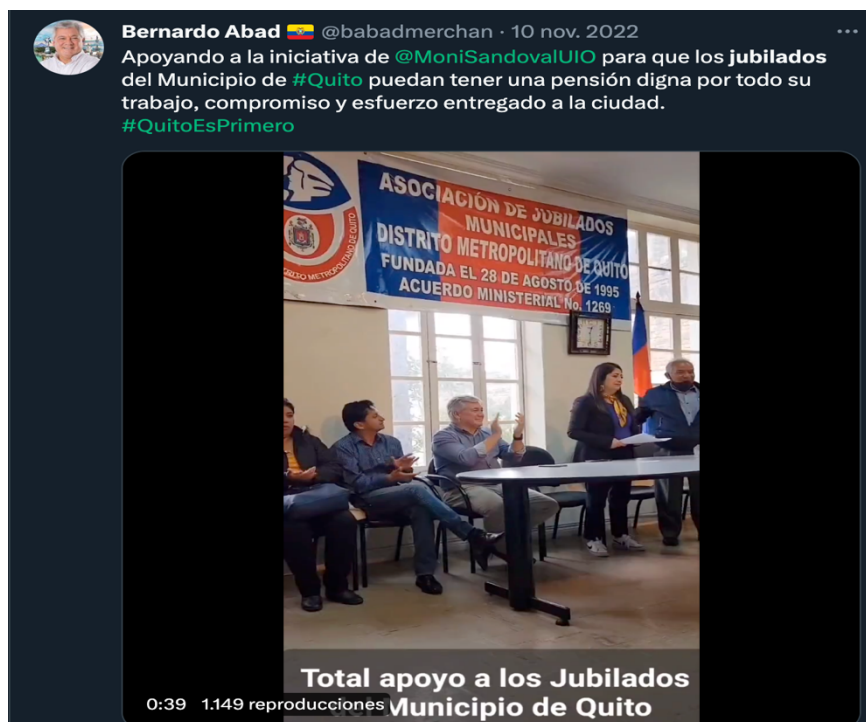 Bernardo Abad 🇪🇨 @babadmerchan · 10 nov. 2022
Apoyando a la iniciativa de @MoniSandovalUIO para que los jubilados
del Municipio de #Quito puedan tener una pensión digna por todo su
trabajo, compromiso y esfuerzo entregado a la ciudad.
#QuitoEsPrimero
ASOCIACIÓN DE JUBILADOS
MUNICIPALES
DISTRITO METROPOLITANO DE QUITO
FUNDADA EL 28 DE AGOSTO DE 1995
ACUERDO MINISTERIAL No. 1269
METROPOLITANO DE QUITO
Total apoyo a los Jubilados
Municipio de Quito
0:39 1.149 reproducciones